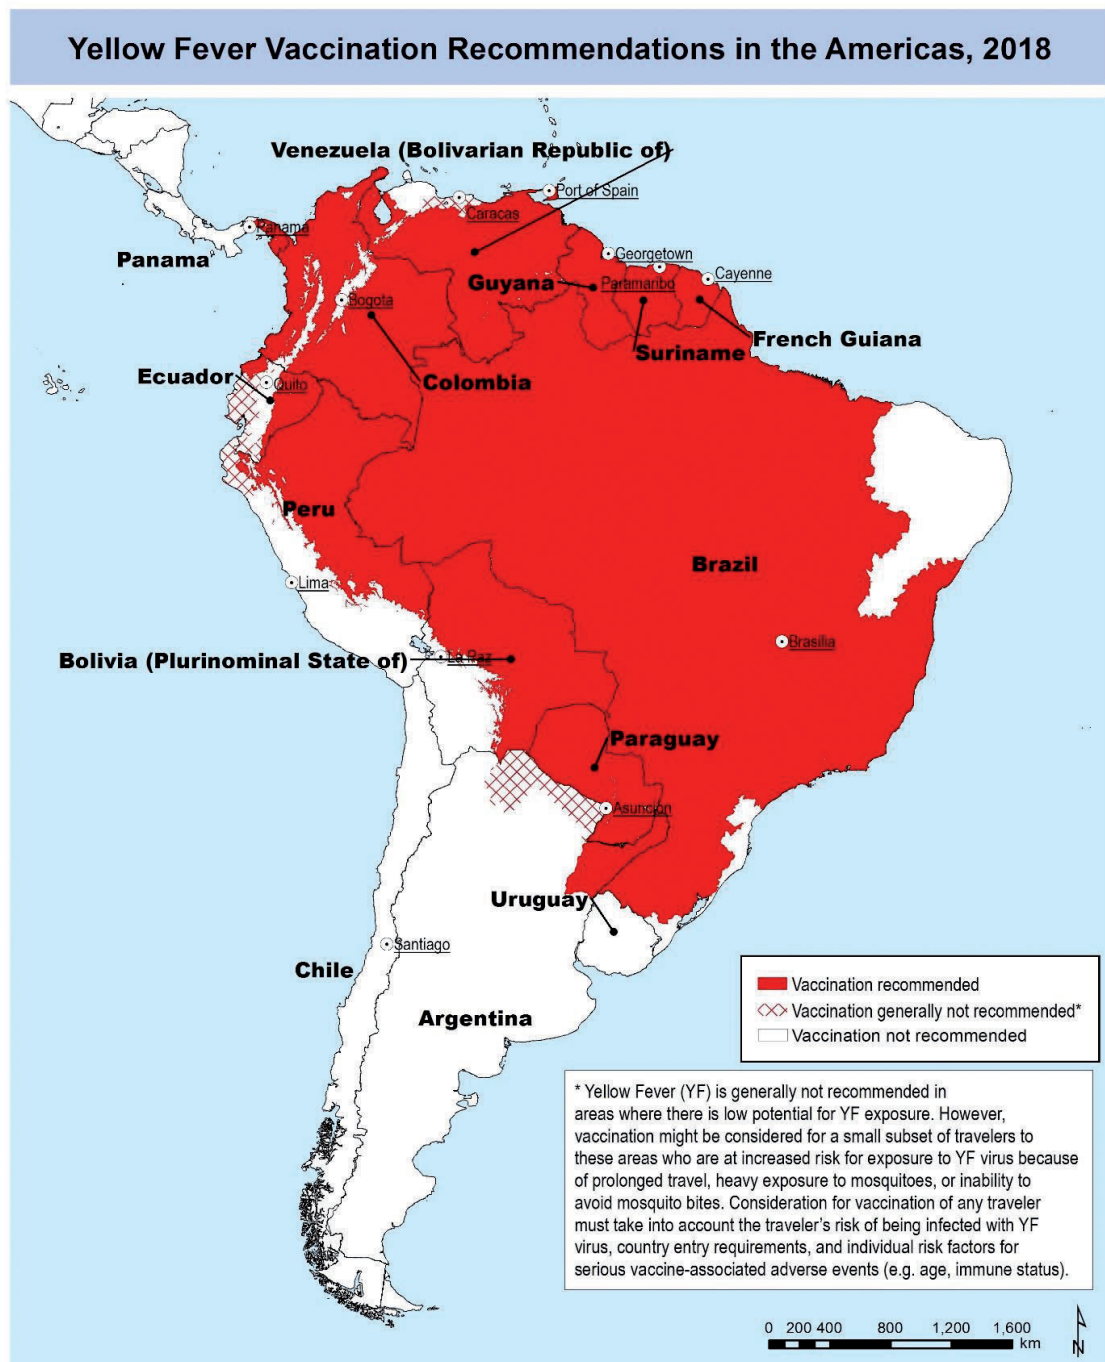 Yellow Fever Vaccination Recommendations in the Americas, 2018
Venezuela (Bolivarian Republic of)
Port of Spain
Caracas
Panama
Panama
Georgetown
Guyana
Paramaribo
Cayenne
Bogota
French Guiana
Suriname
Ecuador
Quito
Colombia
Peru
Brazil
Lima
Brasilia
Bolivia (Plurinominal State of)
La Paz
Paraguay
Asuncion
Uruguay
Santiago
Chile
Argentina
Vaccination recommended
Vaccination generally not recommended*
Vaccination not recommended
* Yellow Fever (YF) is generally not recommended in
areas where there is low potential for YF exposure. However,
vaccination might be considered for a small subset of travelers to
these areas who are at increased risk for exposure to YF virus because
of prolonged travel, heavy exposure to mosquitoes, or inability to
avoid mosquito bites. Consideration for vaccination of any traveler
must take into account the traveler's risk of being infected with YF
virus, country entry requirements, and individual risk factors for
serious vaccine-associated adverse events (e.g. age, immune status).
0 200 400 800 1,200 1,600
km
N